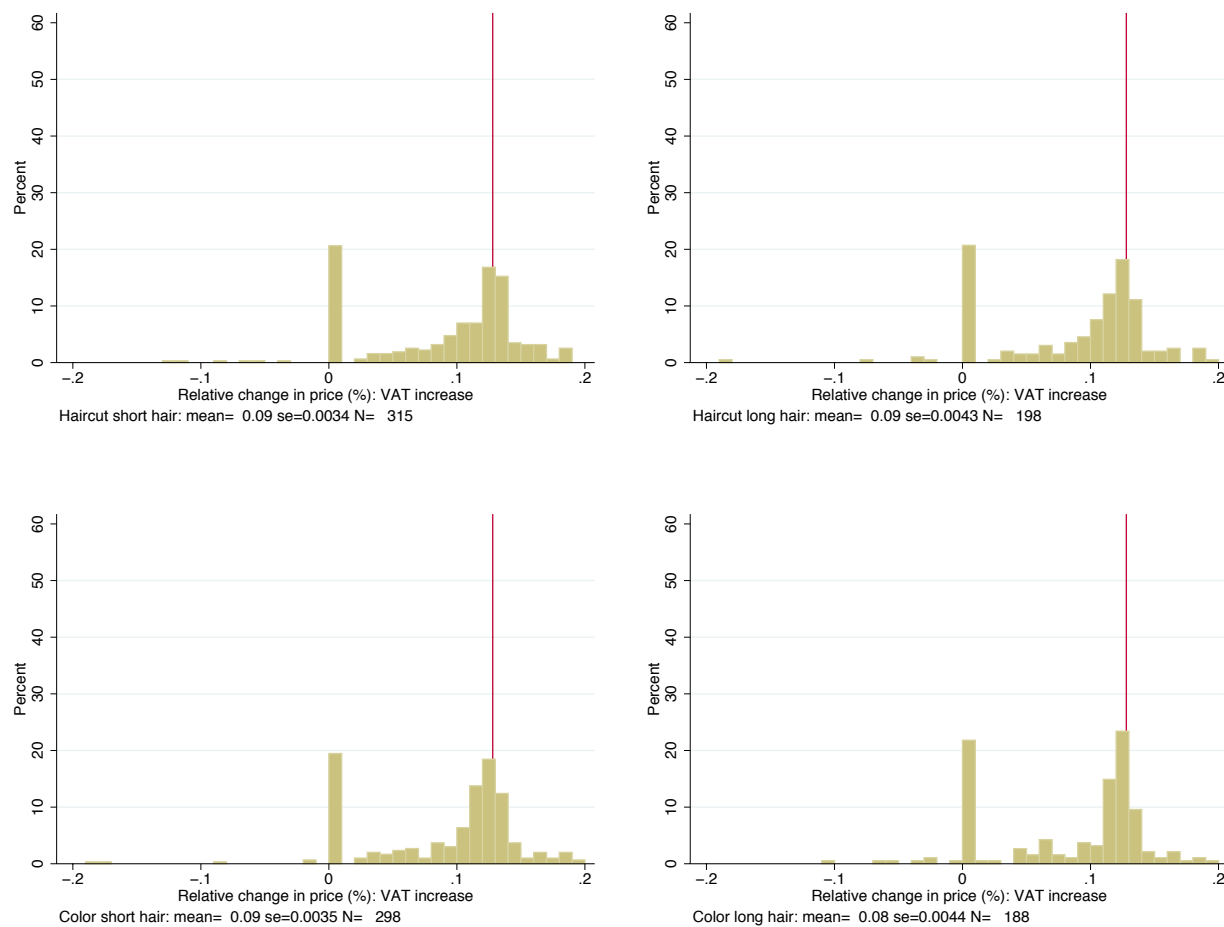 60
50
40
30
20
10
0
Percent
−.2 −.1 0 .1 .2
Relative change in price (%): VAT increase
Haircut short hair: mean= 0.09 se=0.0034 N= 315
60
50
40
30
20
10
0
Percent
−.2 −.1 0 .1 .2
Relative change in price (%): VAT increase
Haircut long hair: mean= 0.09 se=0.0043 N= 198
60
50
40
30
20
10
0
Percent
−.2 −.1 0 .1 .2
Relative change in price (%): VAT increase
Color short hair: mean= 0.09 se=0.0035 N= 298
60
50
40
30
20
10
0
Percent
−.2 −.1 0 .1 .2
Relative change in price (%): VAT increase
Color long hair: mean= 0.08 se=0.0044 N= 188